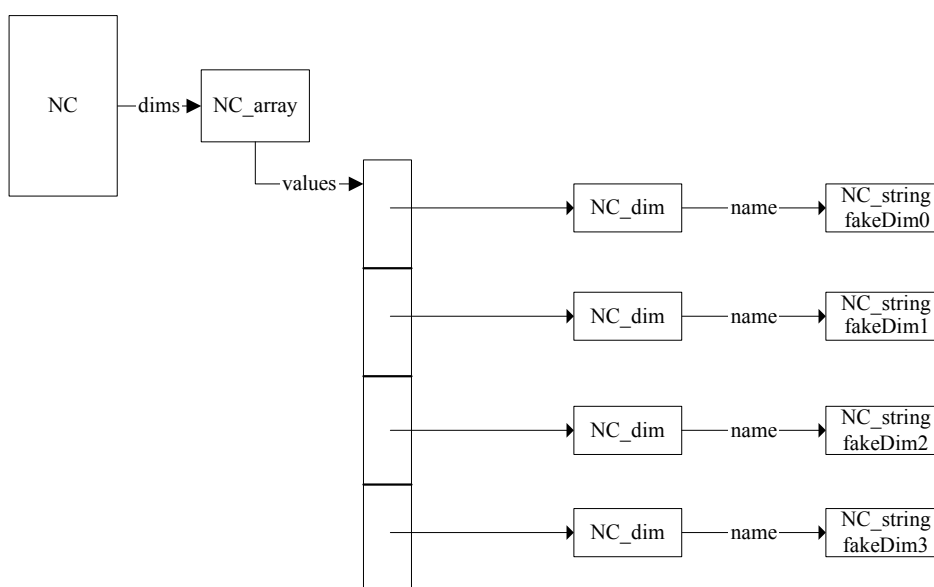 NC
dims
NC_array
values
NC_dim
name
NC_string
fakeDim0
NC_dim
name
NC_string
fakeDim1
NC_dim
name
NC_string
fakeDim2
NC_dim
name
NC_string
fakeDim3